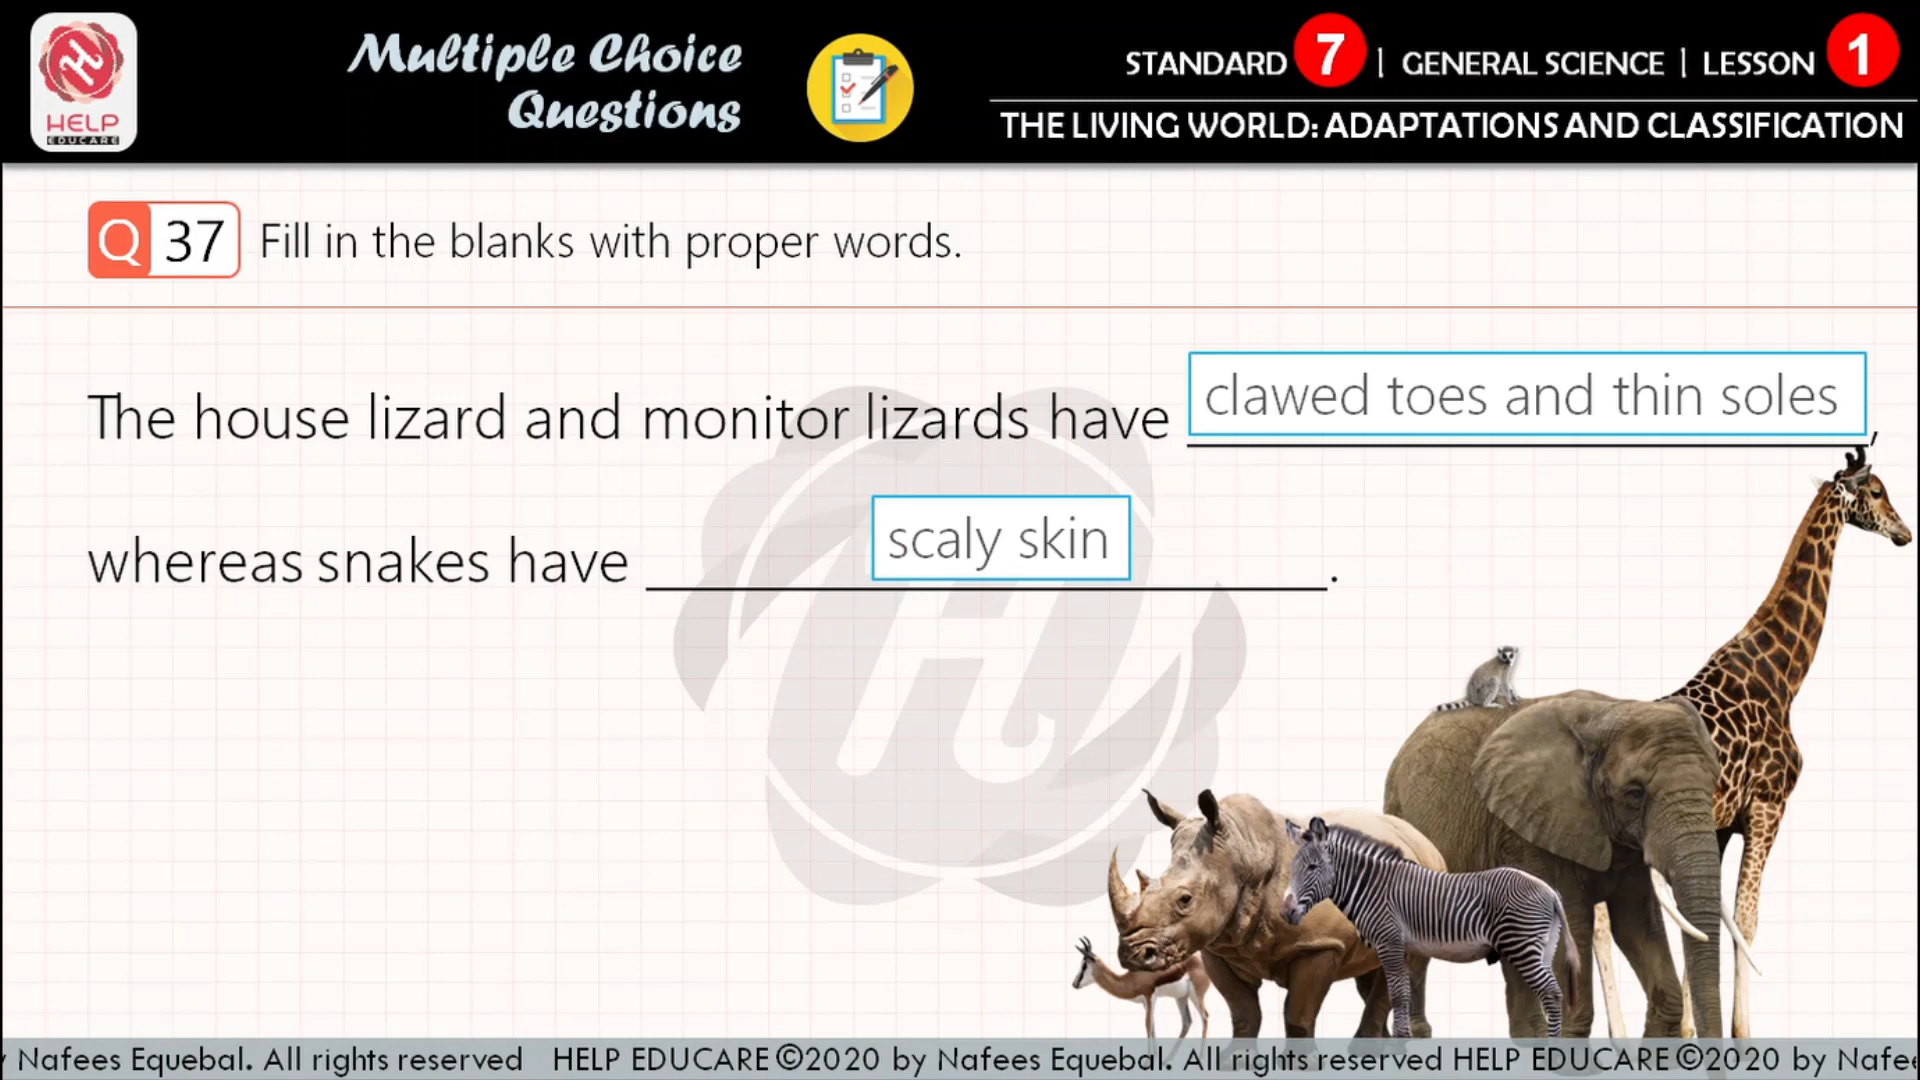 HELP
EDUCARE
Multiple Choice
Questions
STANDARD 7 | GENERAL SCIENCE | LESSON 1
THE LIVING WORLD: ADAPTATIONS AND CLASSIFICATION
Q 37 Fill in the blanks with proper words.
The house lizard and monitor lizards have clawed toes and thin soles,
whereas snakes have scaly skin.
Nafees Equebal. All rights reserved HELP EDUCARE ©2020 by Nafees Equebal. All rights reserved HELP EDUCARE ©2020 by Nafe